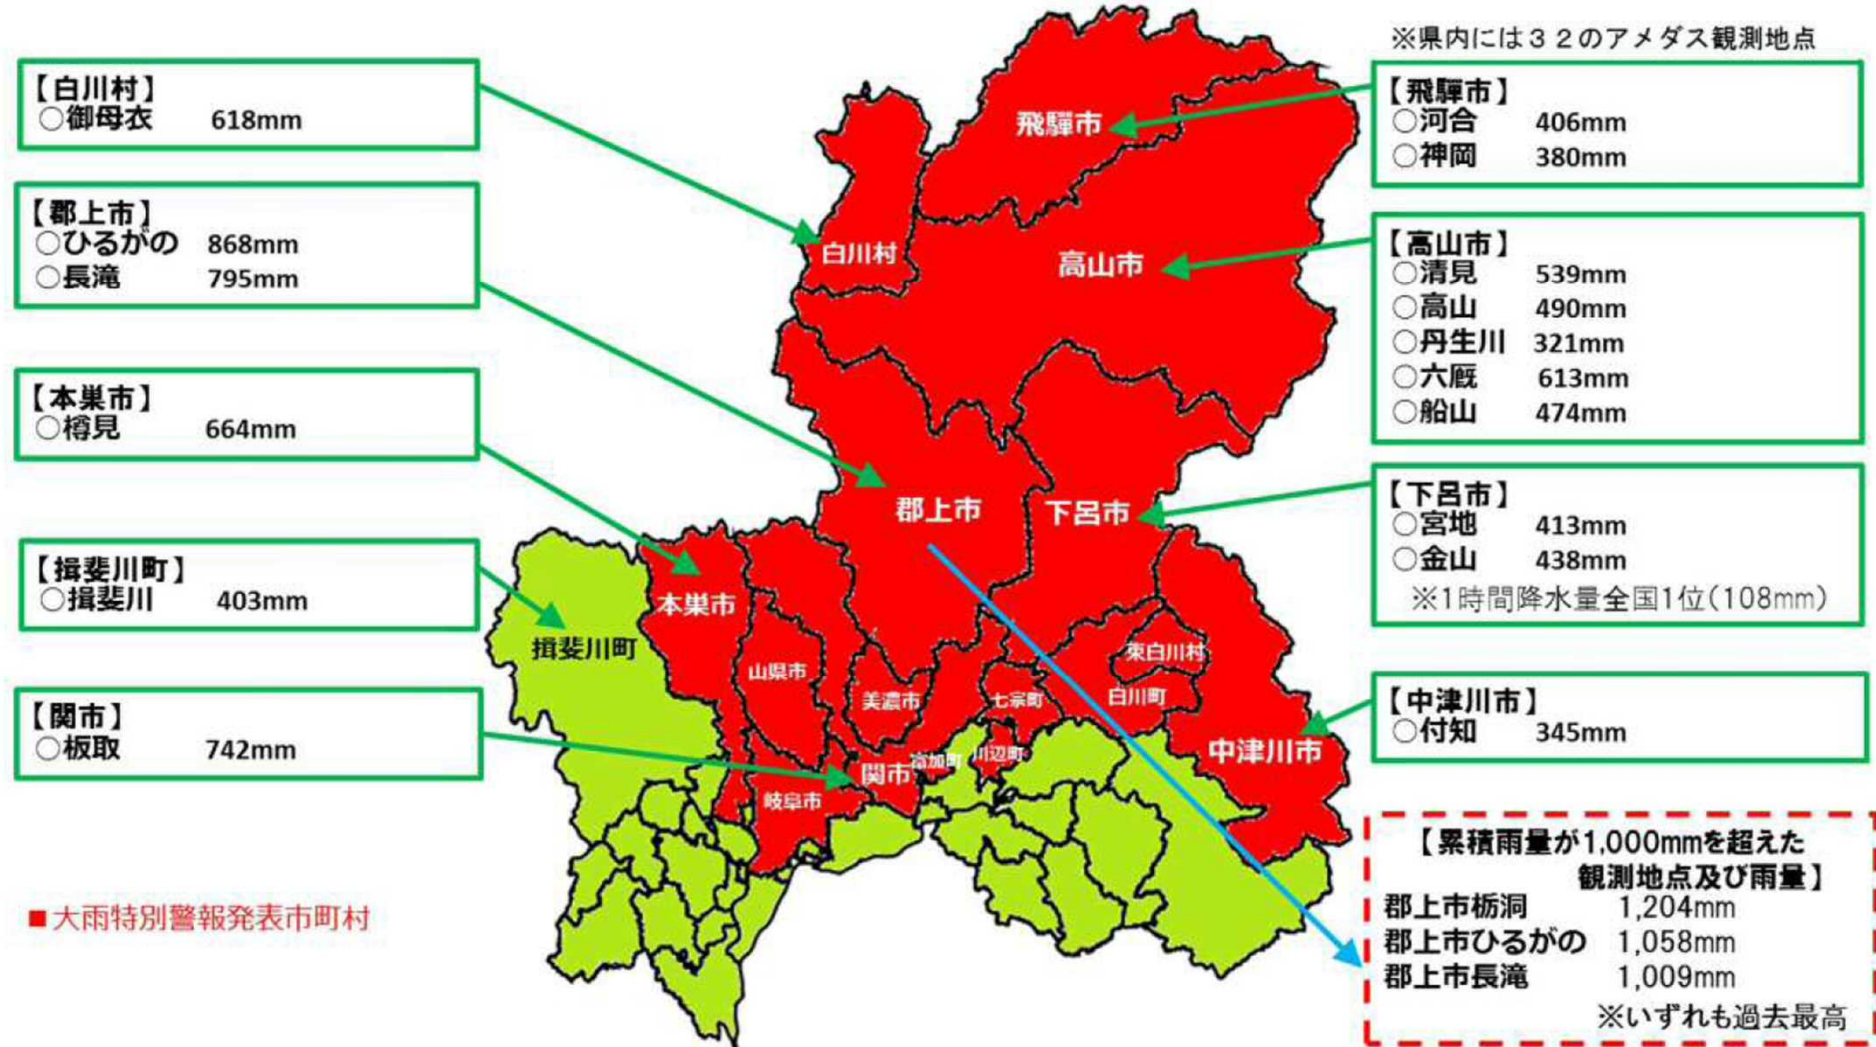 ※県内には３２のアメダス観測地点
【白川村】
○御母衣 618mm
【郡上市】
○ひるがの 868mm
○長滝 795mm
【本巣市】
○樽見 664mm
【揖斐川町】
○揖斐川 403mm
【関市】
○板取 742mm
■大雨特別警報発表市町村
飛騨市
白川村
高山市
郡上市
下呂市
本巣市
揖斐川町
山県市
美濃市
七宗町
東白川村
白川町
中津川市
関市
富加町
川辺町
岐阜市
【飛騨市】
○河合 406mm
○神岡 380mm
【高山市】
○清見 539mm
○高山 490mm
○丹生川 321mm
○六厩 613mm
○船山 474mm
【下呂市】
○宮地 413mm
○金山 438mm
※1時間降水量全国1位(108mm)
【中津川市】
○付知 345mm
【累積雨量が1,000mmを超えた
観測地点及び雨量】
郡上市栃洞 1,204mm
郡上市ひるがの 1,058mm
郡上市長滝 1,009mm
※いずれも過去最高